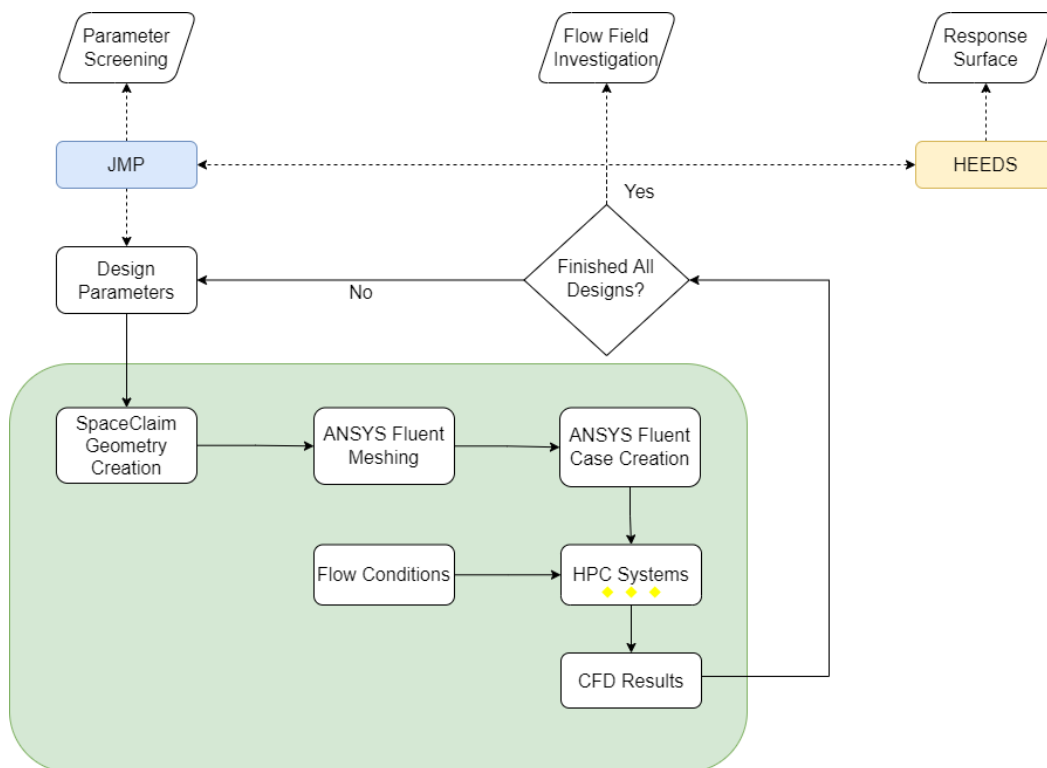 Parameter
Screening
Flow Field
Investigation
Response
Surface
JMP
HEEDS
Yes
Design
Parameters
No
Finished All
Designs?
SpaceClaim
Geometry
Creation
ANSYS Fluent
Meshing
ANSYS Fluent
Case Creation
Flow Conditions
HPC Systems
CFD Results